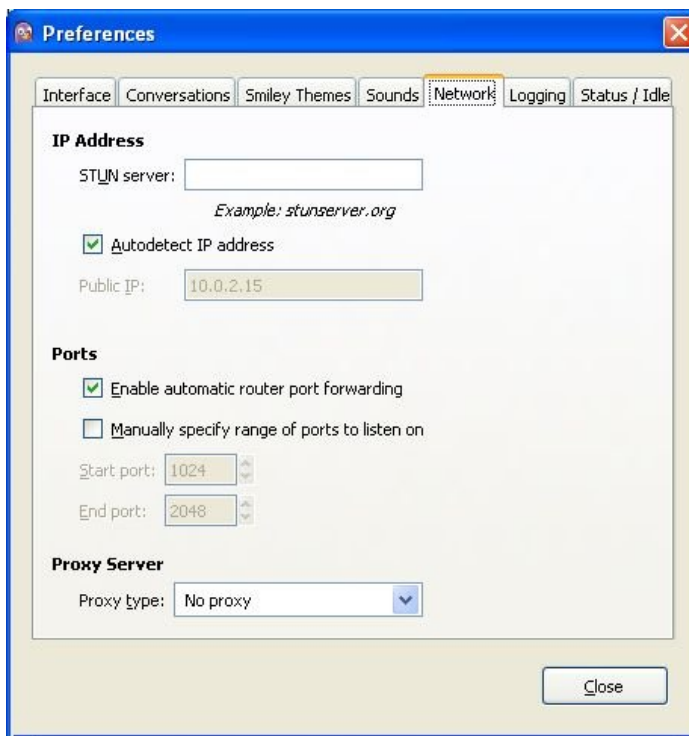 Preferences
Interface Conversations Smiley Themes Sounds Network Logging Status / Idle
IP Address
STUN server:
Example: stunserver.org
Autodetect IP address
Public IP: 10.0.2.15
Ports
Enable automatic router port forwarding
Manually specify range of ports to listen on
Start port: 1024
End port: 2048
Proxy Server
Proxy type: No proxy
Close